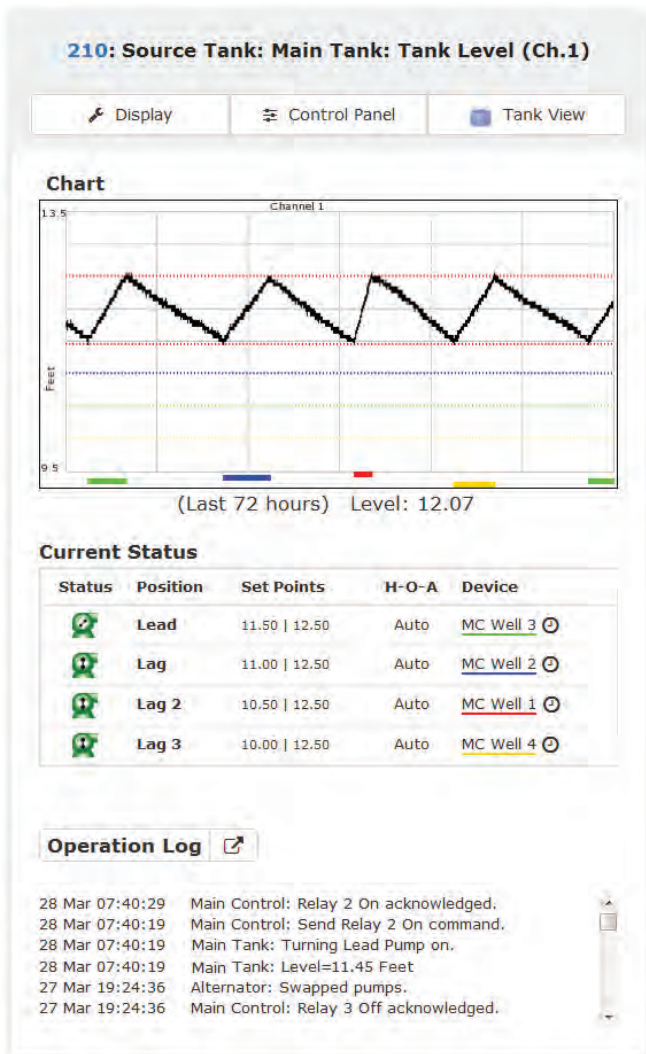 210: Source Tank: Main Tank: Tank Level (Ch.1)
Display Control Panel Tank View
Chart
Channel 1
13.5
Feet
9.5
(Last 72 hours) Level: 12.07
Current Status
Status Position Set Points H-O-A Device
Lead 11.50 | 12.50 Auto MC Well 3
Lag 11.00 | 12.50 Auto MC Well 2
Lag 2 10.50 | 12.50 Auto MC Well 1
Lag 3 10.00 | 12.50 Auto MC Well 4
Operation Log
28 Mar 07:40:29 Main Control: Relay 2 On acknowledged.
28 Mar 07:40:19 Main Control: Send Relay 2 On command.
28 Mar 07:40:19 Main Tank: Turning Lead Pump on.
28 Mar 07:40:19 Main Tank: Level=11.45 Feet
27 Mar 19:24:36 Alternator: Swapped pumps.
27 Mar 19:24:36 Main Control: Relay 3 Off acknowledged.